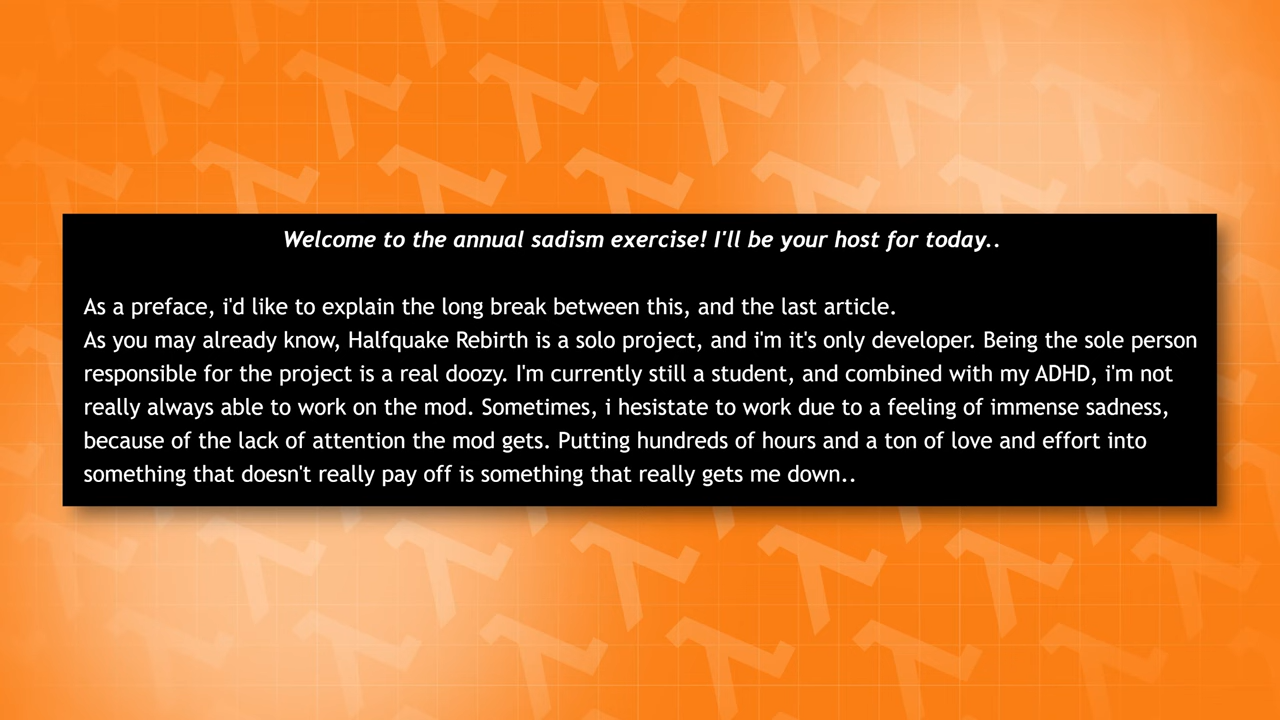 Welcome to the annual sadism exercise! I'll be your host for today..
As a preface, i'd like to explain the long break between this, and the last article.
As you may already know, Halfquake Rebirth is a solo project, and i'm it's only developer. Being the sole person
responsible for the project is a real doozy. I'm currently still a student, and combined with my ADHD, i'm not
really always able to work on the mod. Sometimes, i hesistate to work due to a feeling of immense sadness,
because of the lack of attention the mod gets. Putting hundreds of hours and a ton of love and effort into
something that doesn't really pay off is something that really gets me down..